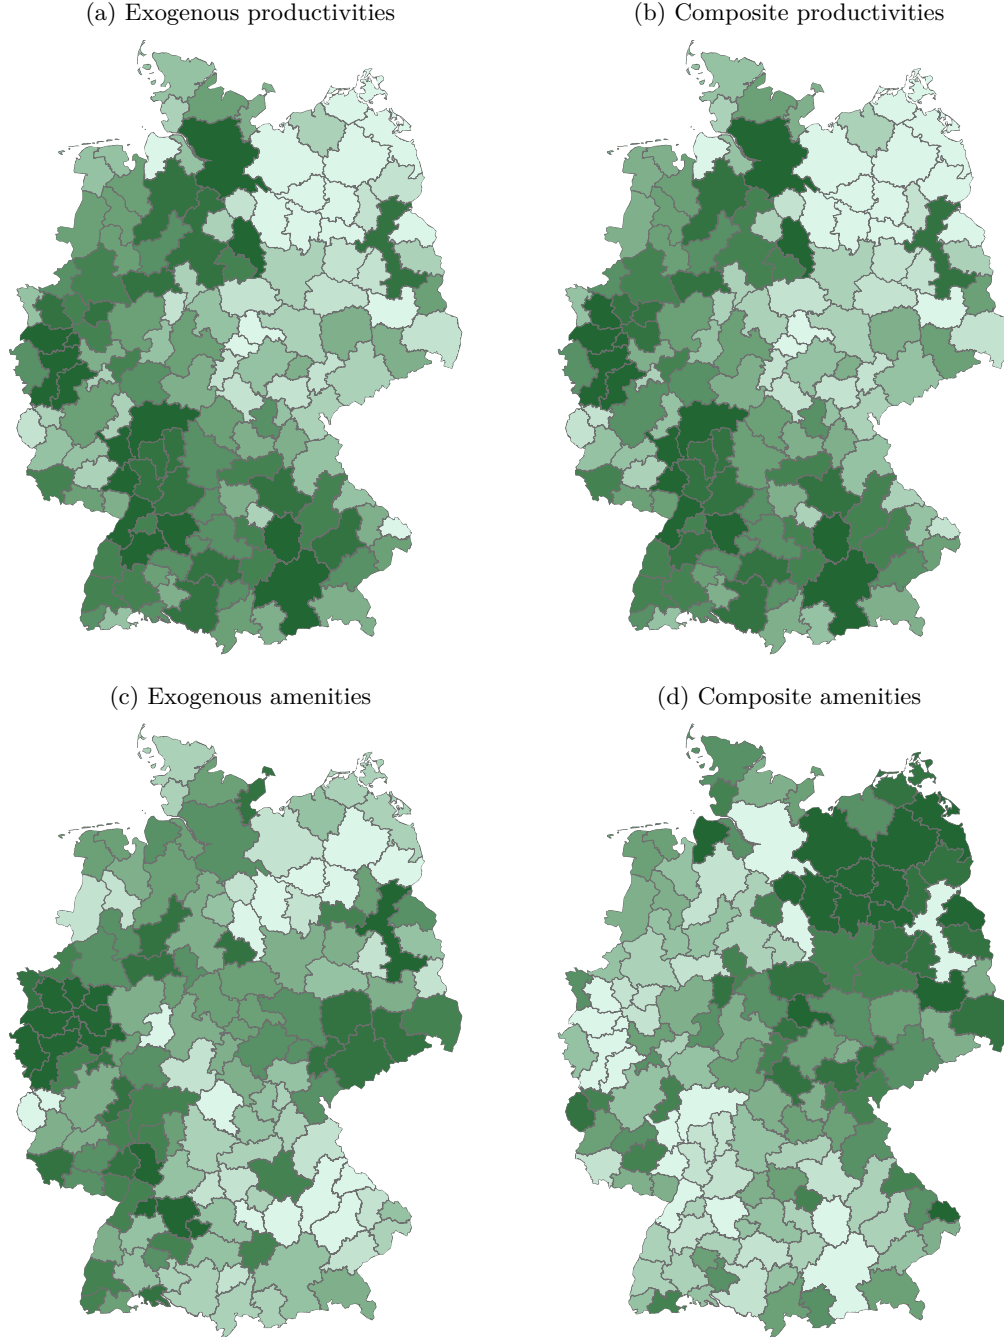 (a) Exogenous productivities
(b) Composite productivities
(c) Exogenous amenities
(d) Composite amenities